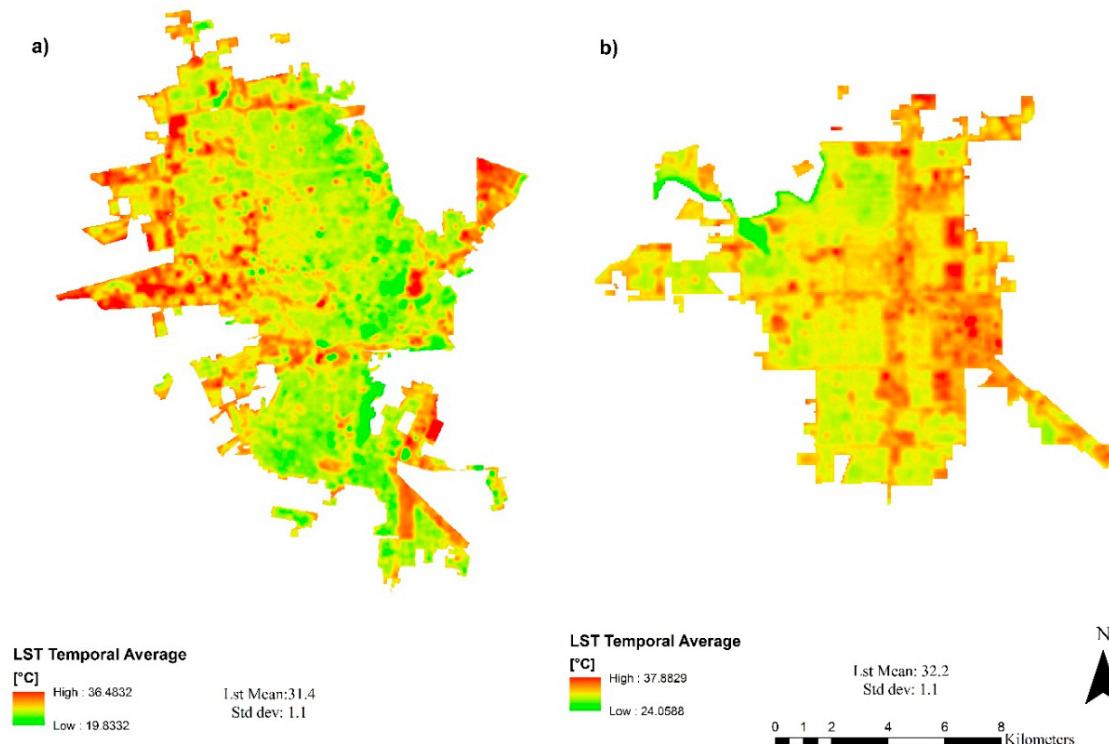 a)
b)
LST Temporal Average
[°C]
High : 36.4832
Low : 19.8332
Lst Mean:31.4
Std dev: 1.1
LST Temporal Average
[°C]
High : 37.8829
Low : 24.0588
Lst Mean: 32.2
Std dev: 1.1
N
0 1 2 4 6 8
Kilometers